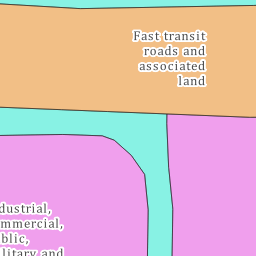 Fast transit
roads and
associated
land
dustrial,
mmercial,
blic,
litary and